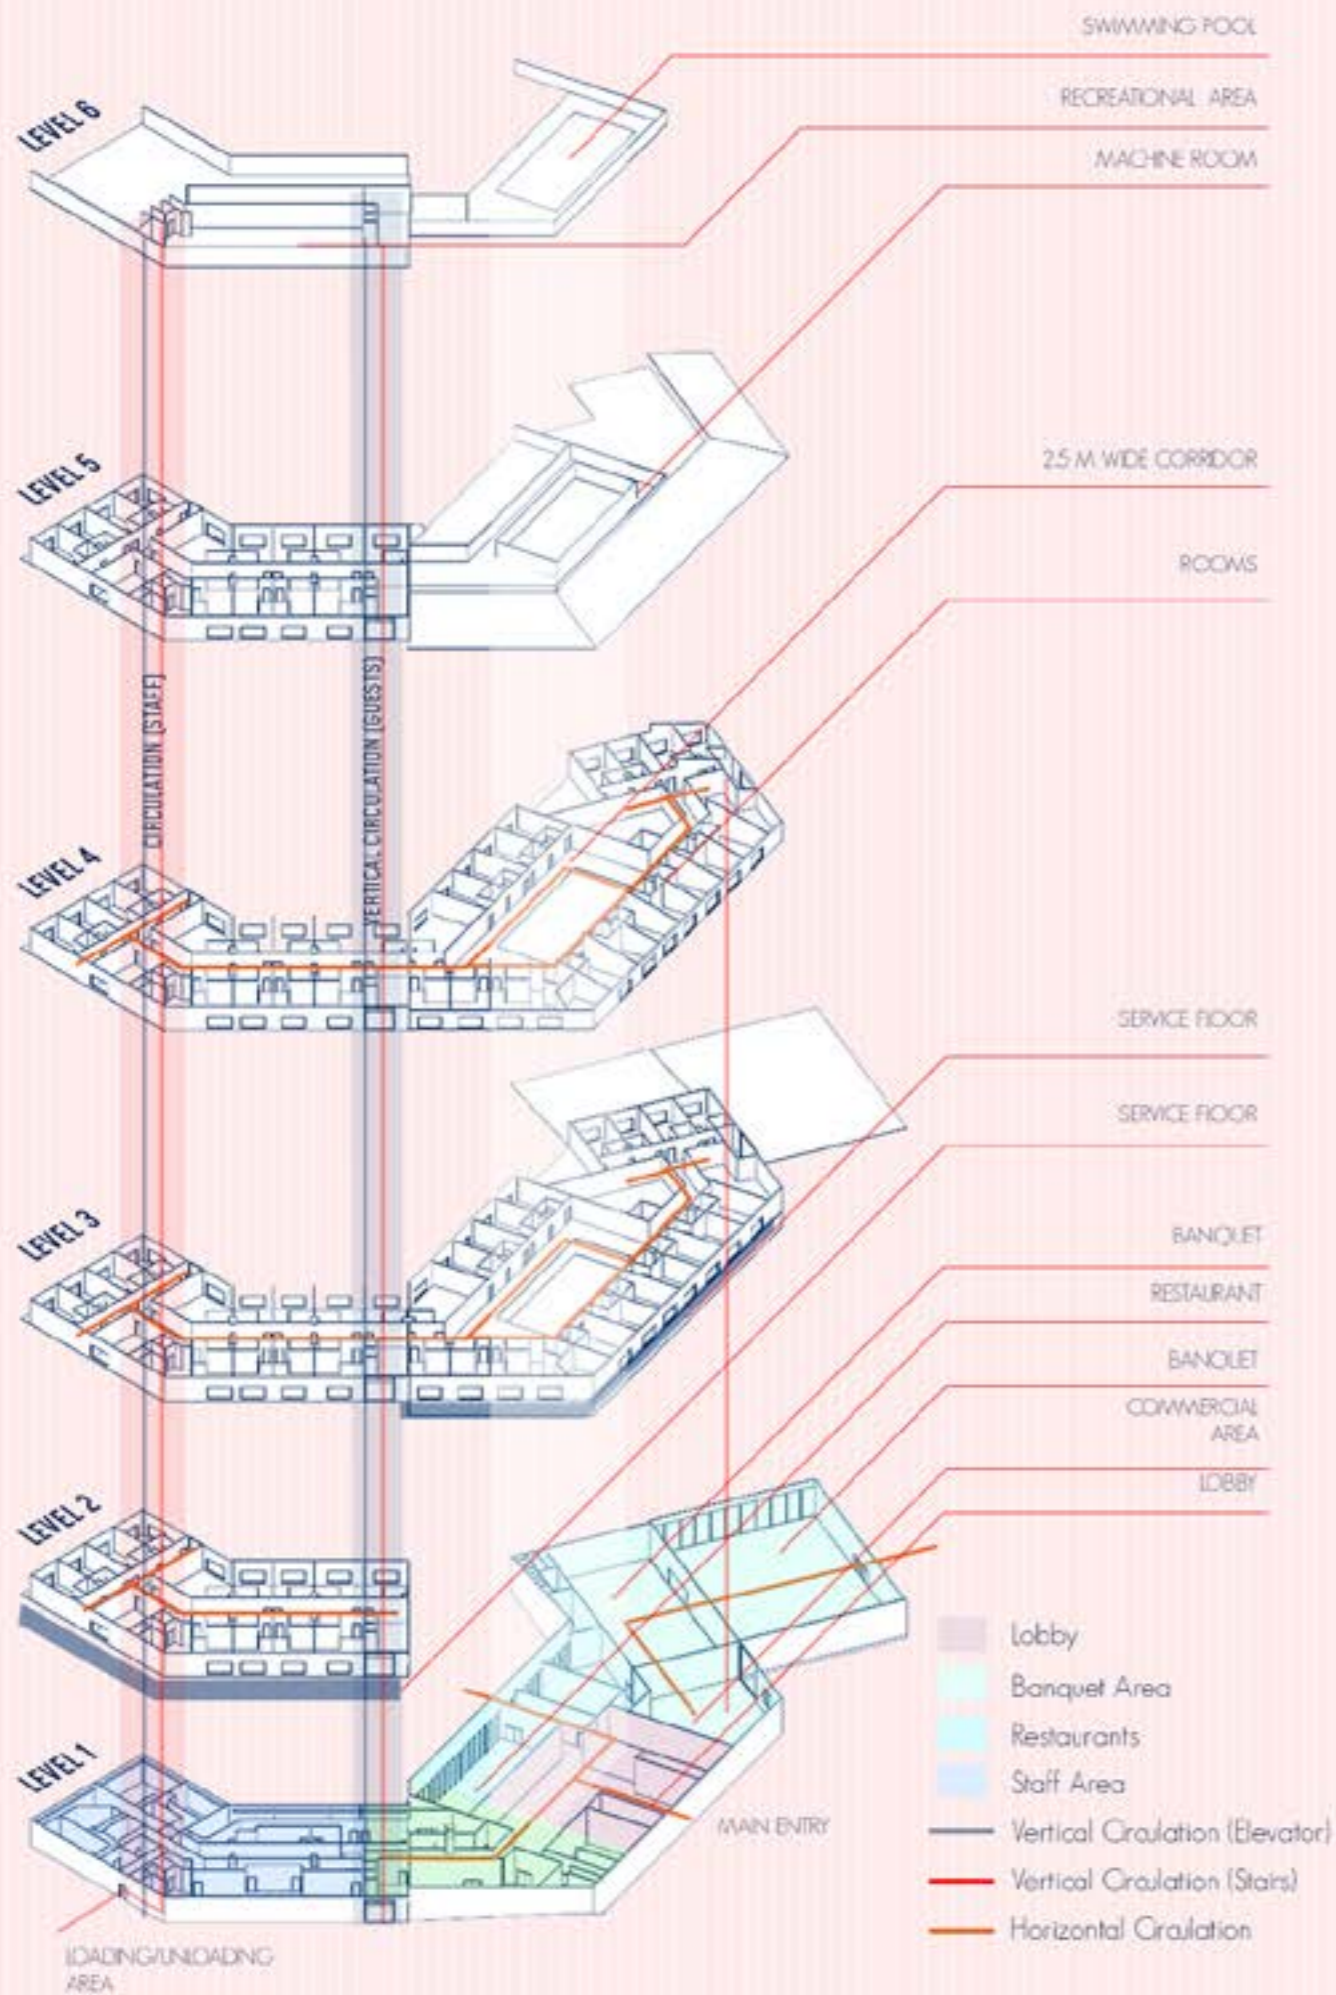 SWIMMING POOL
RECREATIONAL AREA
MACHINE ROOM
LEVEL 6
2.5 M WIDE CORRIDOR
LEVEL 5
ROOMS
CIRCULATION (STAFF)
VERTICAL CIRCULATION (GUESTS)
LEVEL 4
SERVICE FLOOR
SERVICE FLOOR
LEVEL 3
BANQUET
RESTAURANT
BANQUET
COMMERCIAL
AREA
LOBBY
LEVEL 2
LEVEL 1
MAIN ENTRY
LOADING/UNLOADING
AREA
Lobby
Banquet Area
Restaurants
Staff Area
Vertical Circulation (Elevator)
Vertical Circulation (Stairs)
Horizontal Circulation